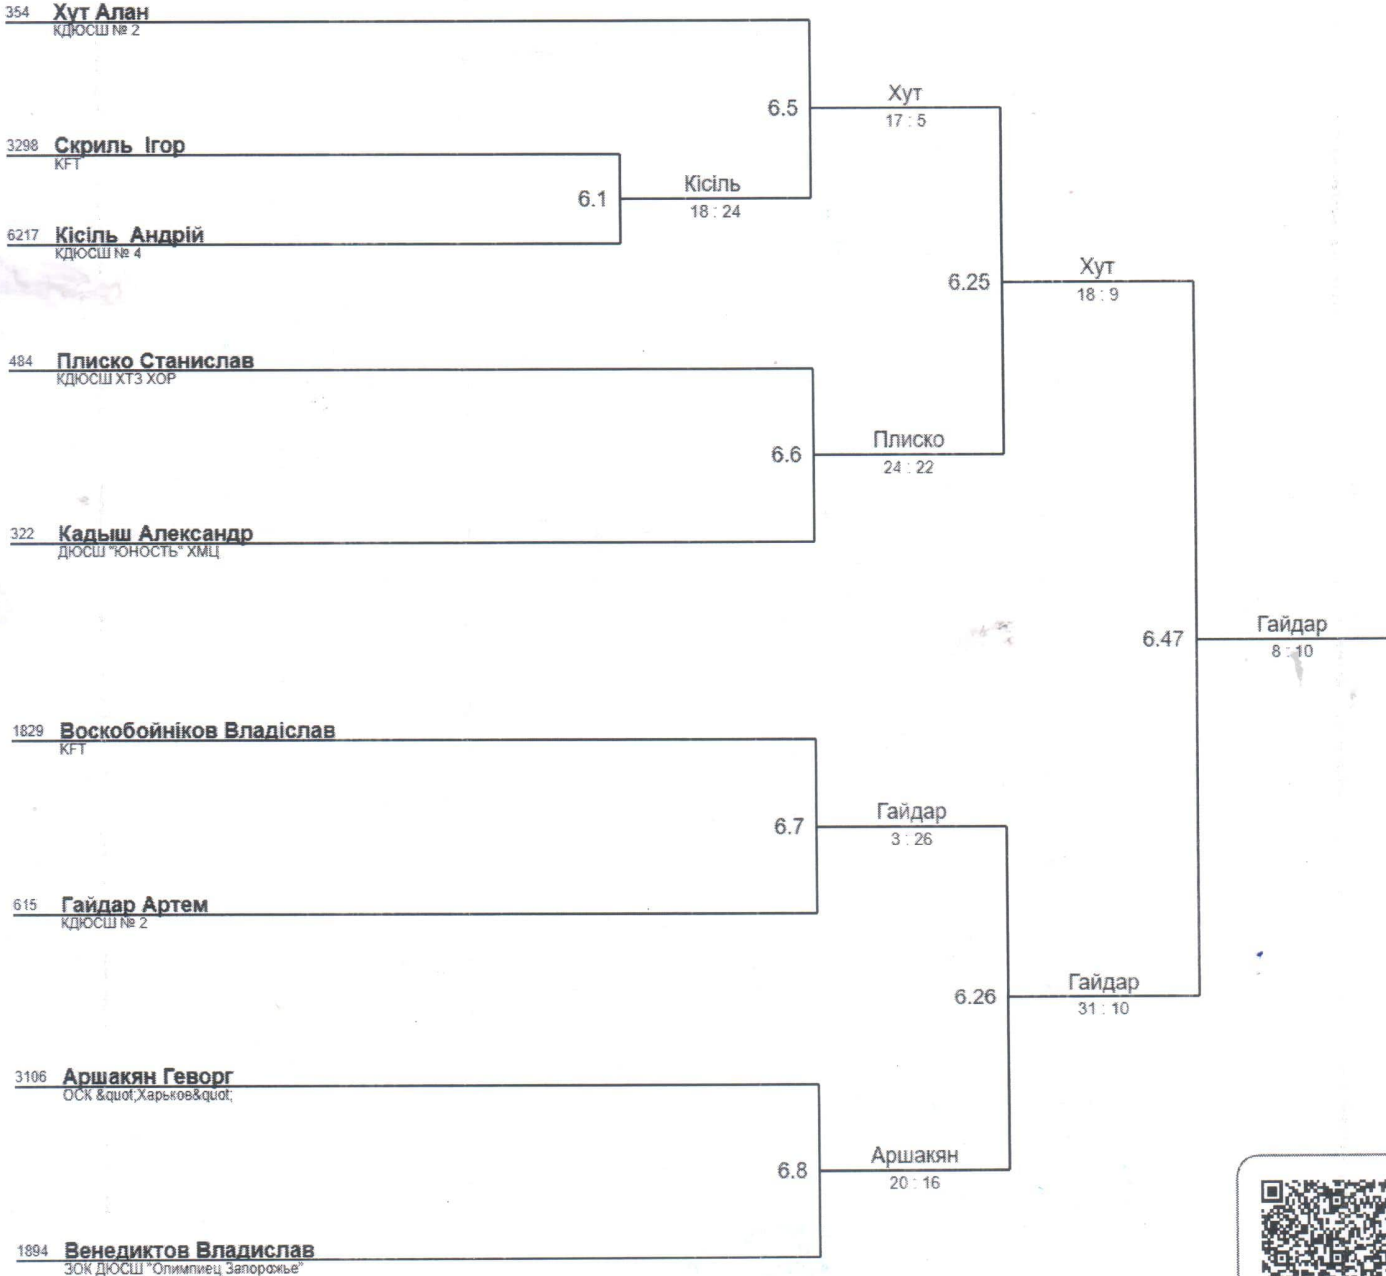 354 Хут Алан
КДЮСШ № 2
6.5
Хут
17 : 5
3298 Скриль Ігор
KFT
6.1
Кісіль
18 : 24
6217 Кісіль Андрій
КДЮСШ № 4
6.25
Хут
18 : 9
484 Плиско Станислав
КДЮСШ ХТЗ ХОР
6.6
Плиско
24 : 22
322 Кадыш Александр
ДЮСШ "ЮНОСТЬ" ХМЦ
6.47
Гайдар
8 : 10
1829 Воскобойніков Владіслав
KFT
6.7
Гайдар
3 : 26
615 Гайдар Артем
КДЮСШ № 2
6.26
Гайдар
31 : 10
3106 Аршакян Геворг
ОСК &quot;Харьков&quot;
6.8
Аршакян
20 : 16
1894 Венедиктов Владислав
ЗОК ДЮСШ "Олимпиец Запорожье"